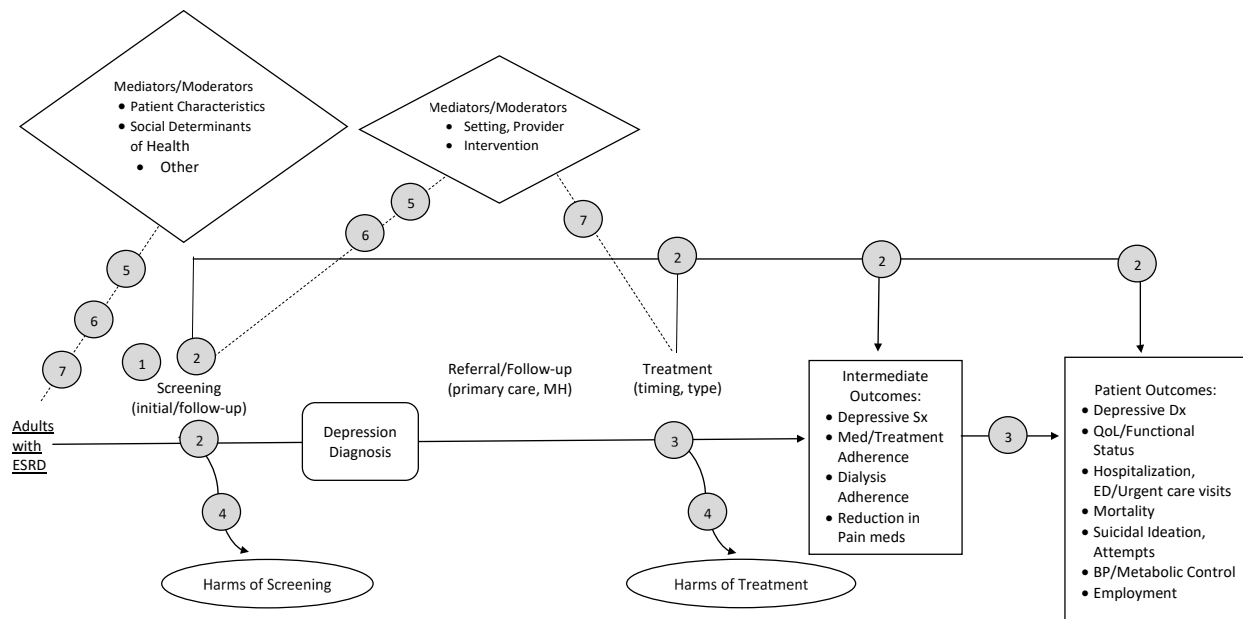 Mediators/Moderators
• Patient Characteristics
• Social Determinants
of Health
• Other
Mediators/Moderators
• Setting, Provider
• Intervention
5
6
7
5
6
7
2
2
2
1
2
Screening
(initial/follow-up)
Referral/Follow-up
(primary care, MH)
Treatment
(timing, type)
Adults
with
ESRD
2
Depression
Diagnosis
3
4
Harms of Screening
4
Harms of Treatment
Intermediate
Outcomes:
• Depressive Sx
• Med/Treatment
Adherence
• Dialysis
Adherence
• Reduction in
Pain meds
3
Patient Outcomes:
• Depressive Dx
• QoL/Functional
Status
• Hospitalization,
ED/Urgent care visits
• Mortality
• Suicidal Ideation,
Attempts
• BP/Metabolic Control
• Employment